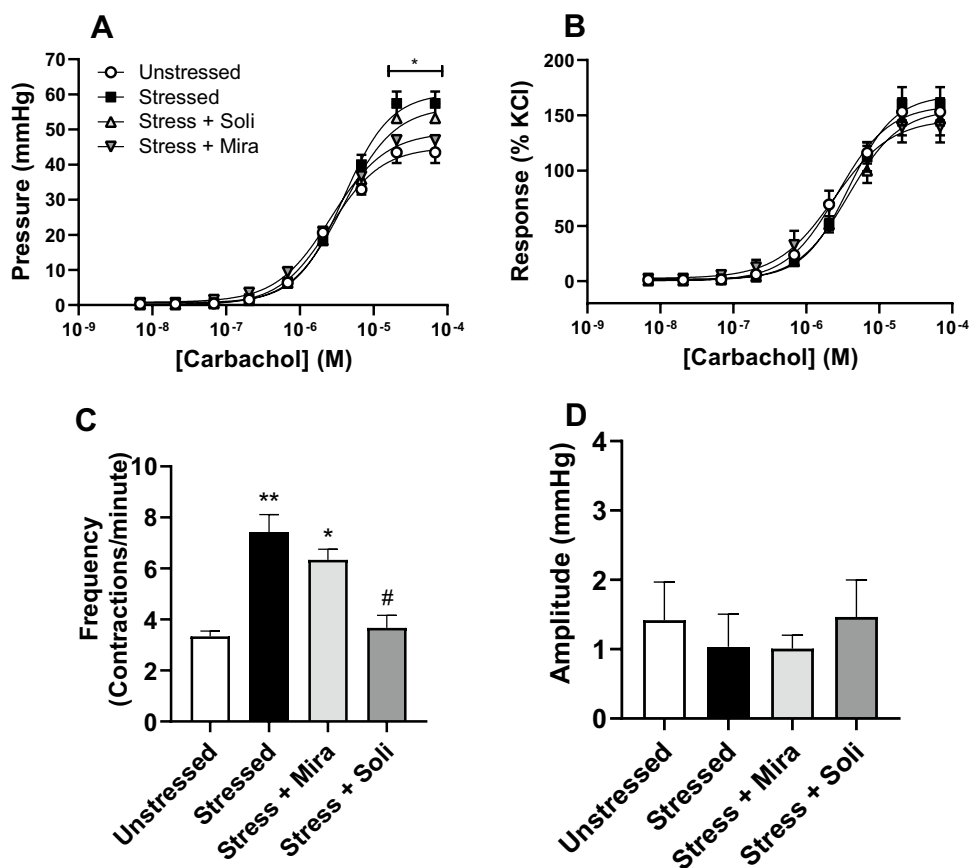 A
Pressure (mmHg)
70
60
50
40
30
20
10
0
Unstressed
Stressed
Stress + Soli
Stress + Mira
*
10-9 10-8 10-7 10-6 10-5 10-4
[Carbachol] (M)
B
Response (% KCl)
200
150
100
50
0
10-9 10-8 10-7 10-6 10-5 10-4
[Carbachol] (M)
C
Frequency
(Contractions/minute)
10
8
6
4
2
0
**
*
#
Unstressed
Stressed
Stress + Mira
Stress + Soli
D
Amplitude (mmHg)
4
3
2
1
0
Unstressed
Stressed
Stress + Mira
Stress + Soli